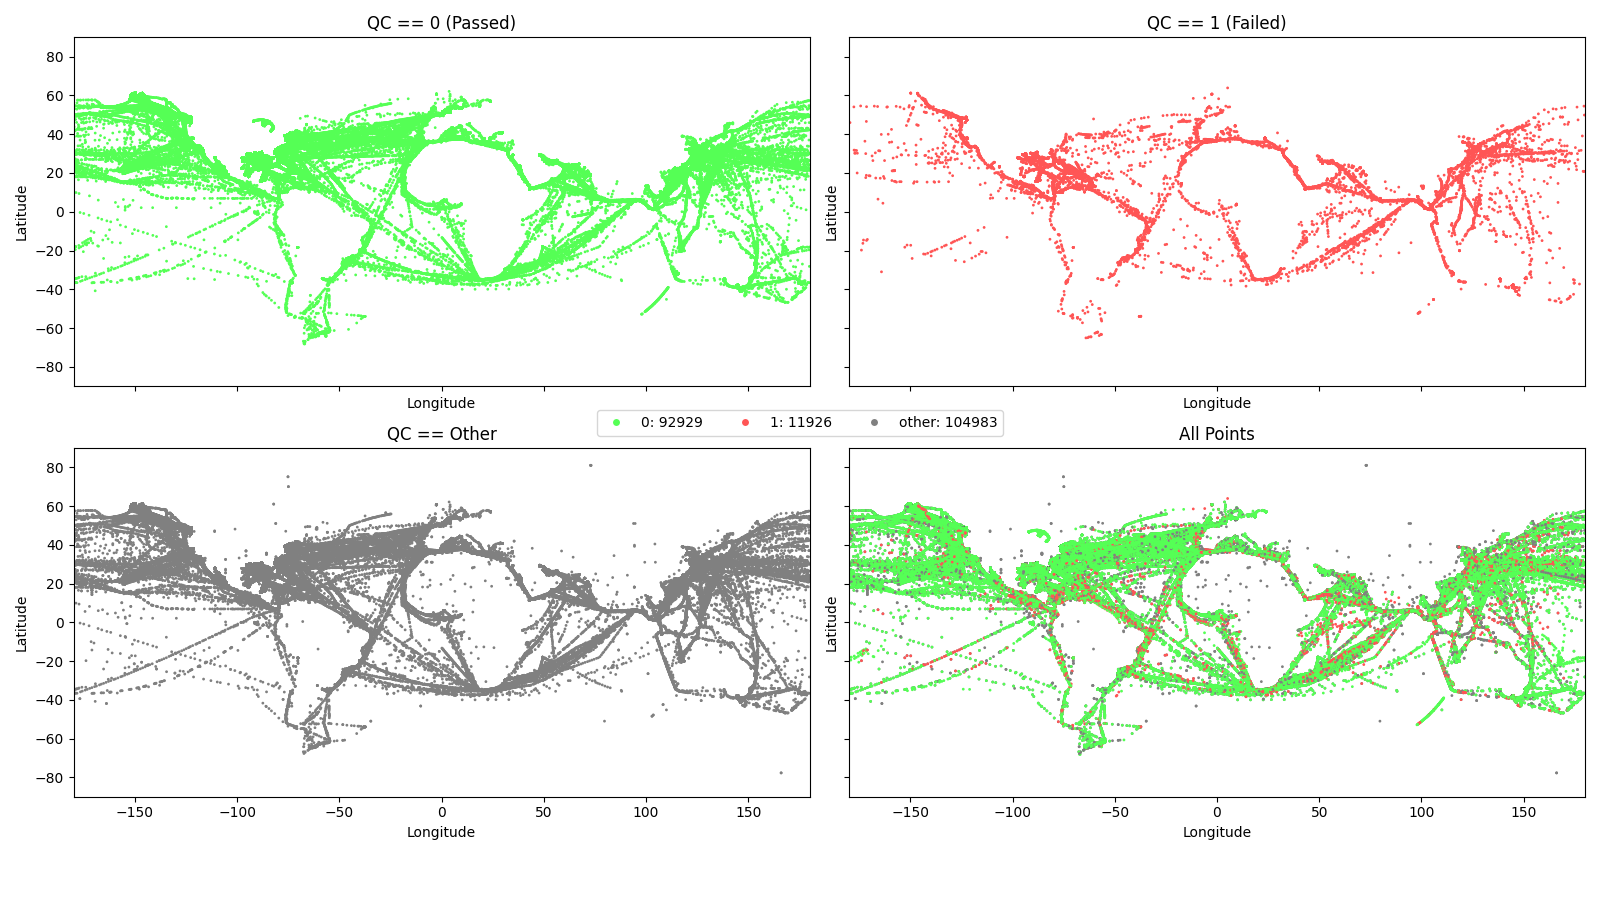 QC == 0 (Passed)
QC == 1 (Failed)
80
60
40
20
0
−20
−40
−60
−80
Latitude
Latitude
Longitude
Longitude
0: 92929
1: 11926
other: 104983
QC == Other
All Points
80
60
40
20
0
−20
−40
−60
−80
Latitude
Latitude
−150
−100
−50
0
50
100
150
−150
−100
−50
0
50
100
150
Longitude
Longitude